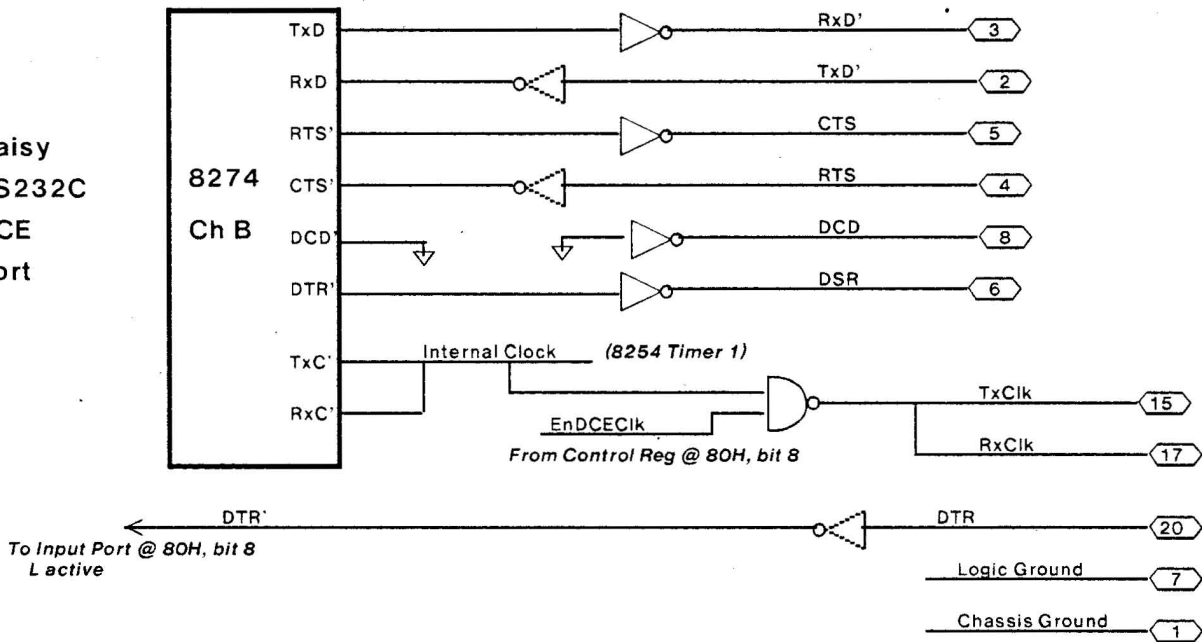 TxD
RxD'
3
RxD
TxD'
2
RTS'
CTS
5
aisy
S232C
CE
ort
8274
Ch B
CTS'
RTS
4
DCD'
DCD
8
DTR'
DSR
6
TxC'
Internal Clock
(8254 Timer 1)
RxC'
EnDCEClk
From Control Reg @ 80H, bit 8
TxClk
15
RxClk
17
DTR'
DTR
20
To Input Port @ 80H, bit 8
L active
Logic Ground
7
Chassis Ground
1